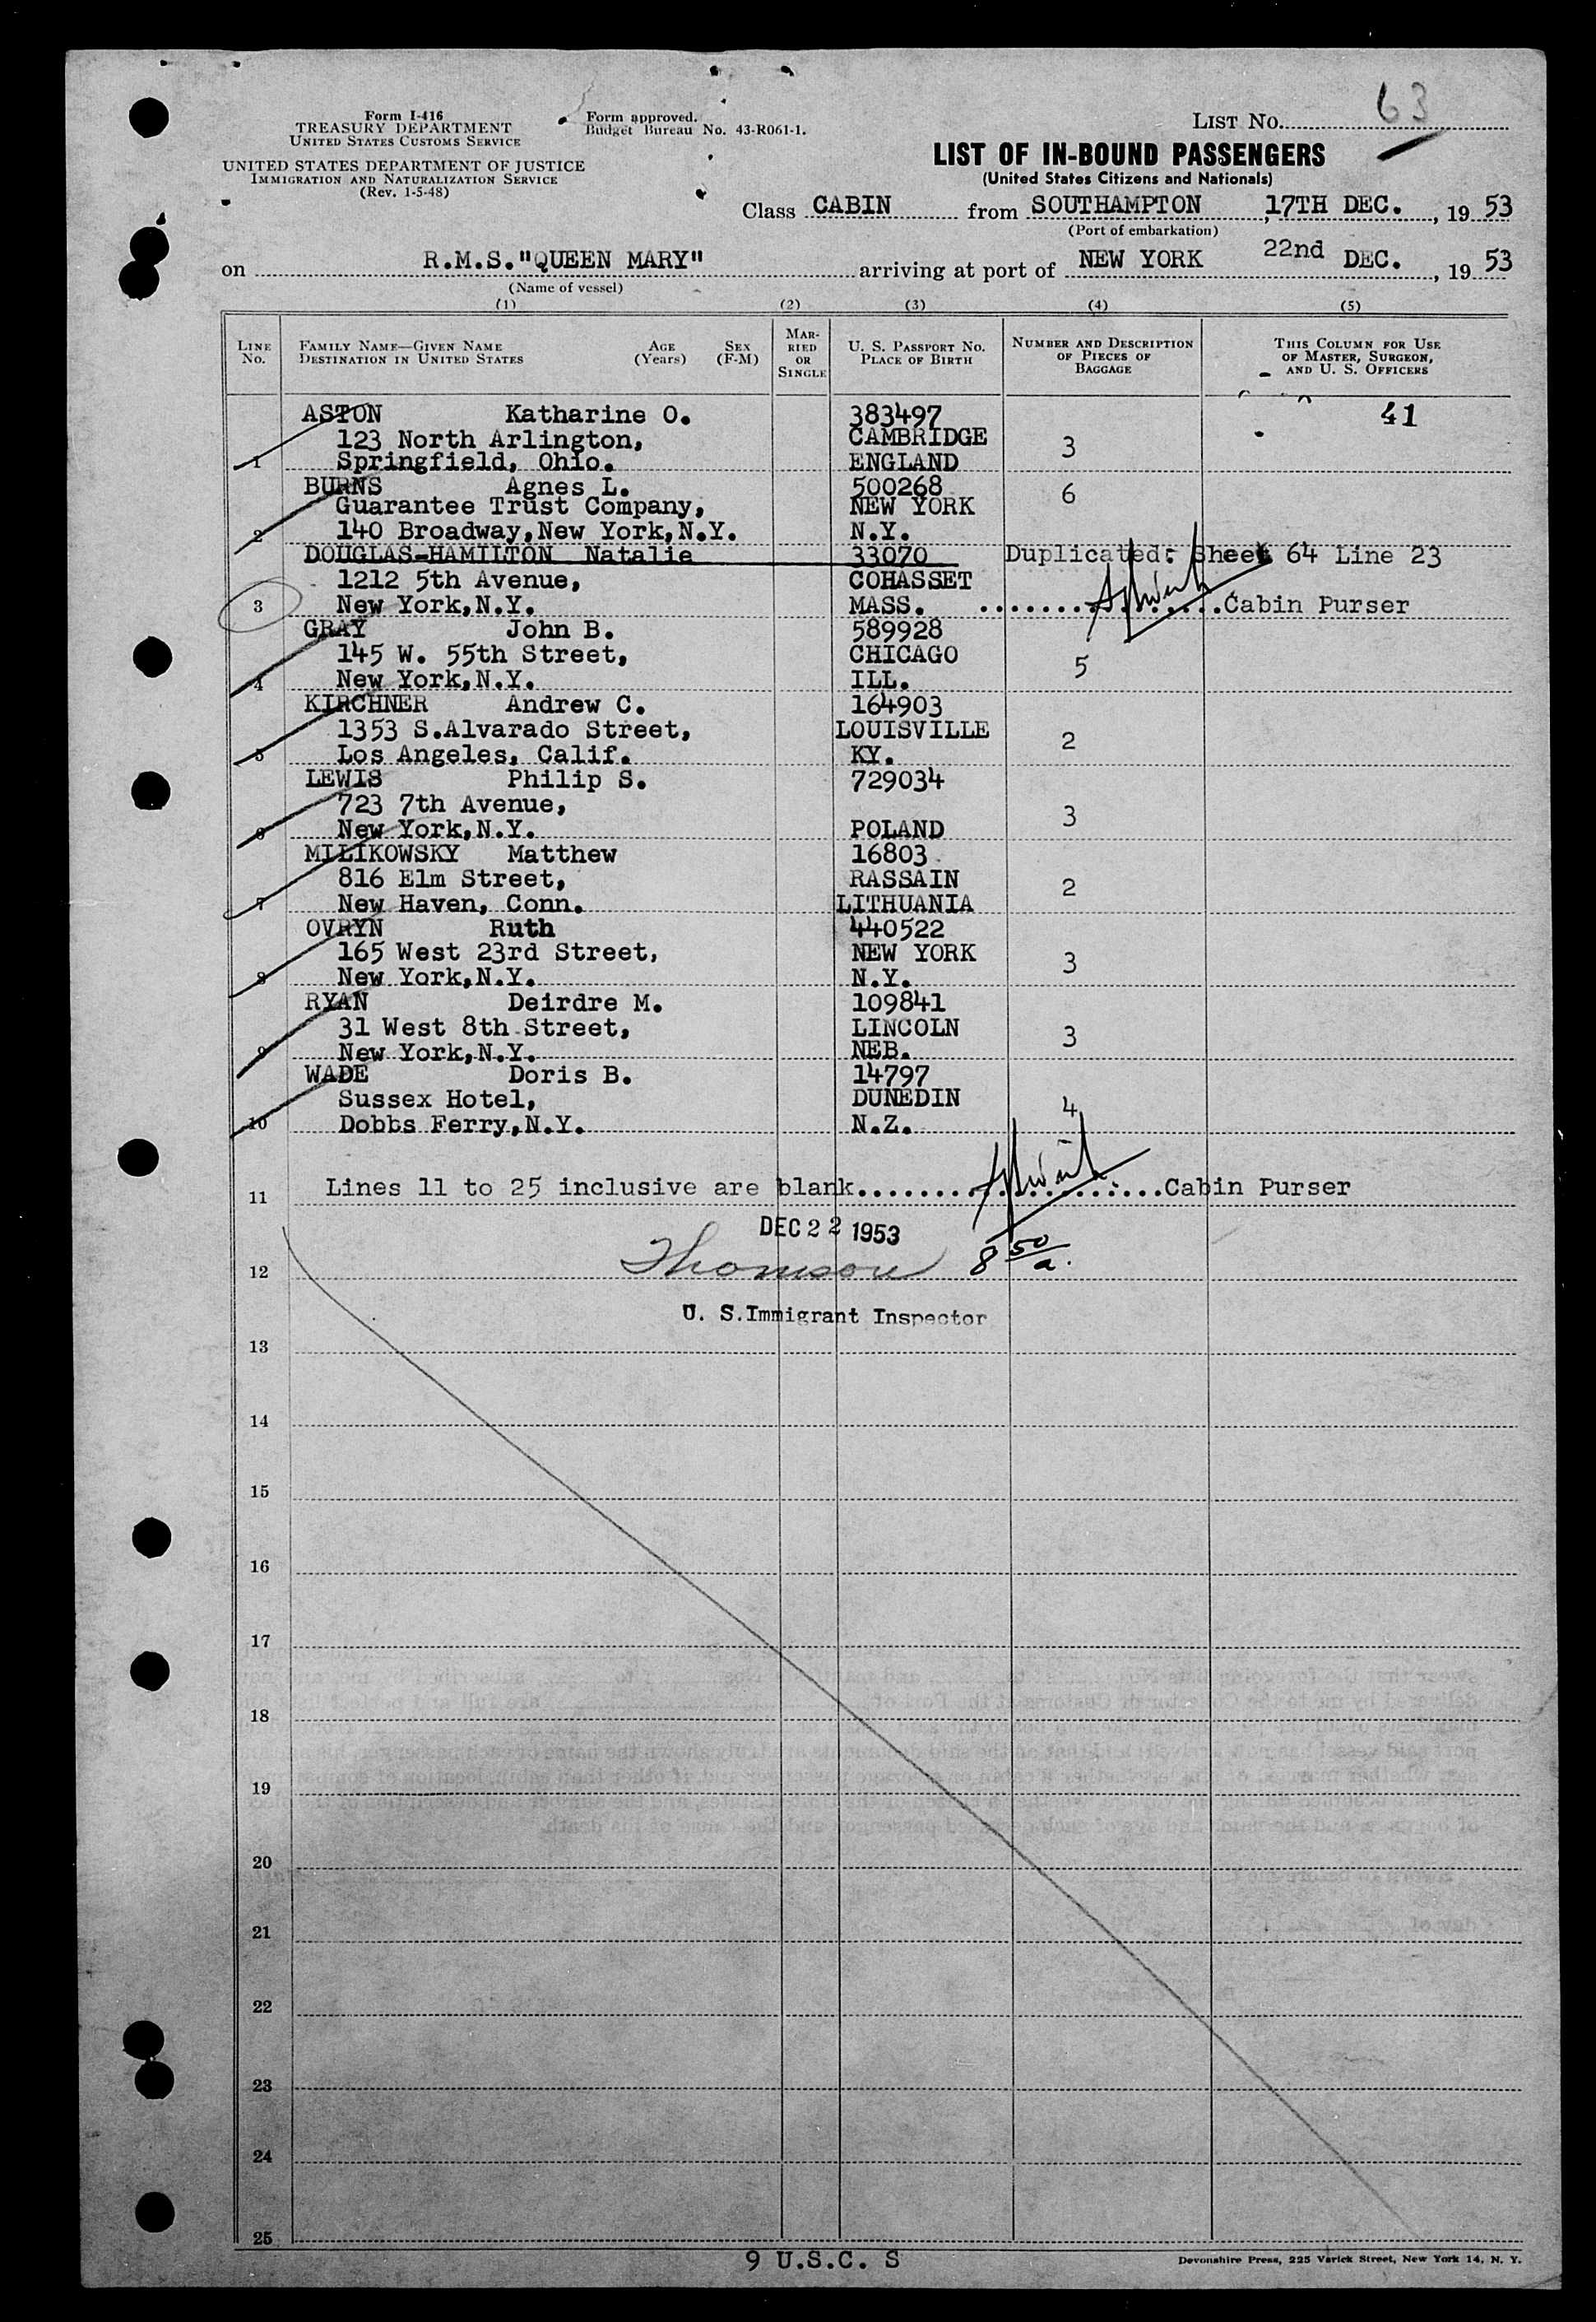 Form I-416
TREASURY DEPARTMENT
UNITED STATES CUSTOMS SERVICE
UNITED STATES DEPARTMENT OF JUSTICE
IMMIGRATION AND NATURALIZATION SERVICE
(Rev. 1-5-48)
Form approved.
Budget Bureau No. 43-R061-1.
LIST NO. 63
LIST OF IN-BOUND PASSENGERS
(United States Citizens and Nationals)
Class CABIN from SOUTHAMPTON, 17TH DEC., 19 53
(Port of embarkation)
on R.M.S."QUEEN MARY" arriving at port of NEW YORK 22nd DEC., 19 53
(Name of vessel)
(1) (2) (3) (4) (5)
LINE NO.
FAMILY NAME—GIVEN NAME
DESTINATION IN UNITED STATES
AGE (Years)
SEX (F-M)
MARRIED OR SINGLE
U. S. PASSPORT NO.
PLACE OF BIRTH
NUMBER AND DESCRIPTION OF PIECES OF BAGGAGE
THIS COLUMN FOR USE OF MASTER, SURGEON, AND U. S. OFFICERS
ASTON Katharine O. 383497 41
123 North Arlington, CAMBRIDGE 3
1 Springfield, Ohio. ENGLAND
BURNS Agnes L. 500268 6
Guarantee Trust Company, NEW YORK
2 140 Broadway,New York,N.Y. N.Y.
DOUGLAS-HAMILTON Natalie 33070 Duplicated: Sheet 64 Line 23
1212 5th Avenue, COHASSET
3 New York,N.Y. MASS. Cabin Purser
GRAY John B. 589928
145 W. 55th Street, CHICAGO 5
4 New York,N.Y. ILL.
KIRCHNER Andrew C. 164903
1353 S.Alvarado Street, LOUISVILLE 2
5 Los Angeles, Calif. KY.
LEWIS Philip S. 729034
723 7th Avenue, 3
6 New York,N.Y. POLAND
MILIKOWSKY Matthew 16803
816 Elm Street, RASSAIN 2
7 New Haven, Conn. LITHUANIA
OVRYN Ruth 440522
165 West 23rd Street, NEW YORK 3
8 New York,N.Y. N.Y.
RYAN Deirdre M. 109841
31 West 8th Street, LINCOLN 3
9 New York,N.Y. NEB.
WADE Doris B. 14797
Sussex Hotel, DUNEDIN 4
10 Dobbs Ferry,N.Y. N.Z.
11 Lines 11 to 25 inclusive are blank Cabin Purser
DEC 22 1953
12 Thomson 8 50/a.
U. S.Immigrant Inspector
13
14
15
16
17
18
19
20
21
22
23
24
25
9 U.S.C. S
Devonshire Press, 225 Varick Street, New York 14, N. Y.